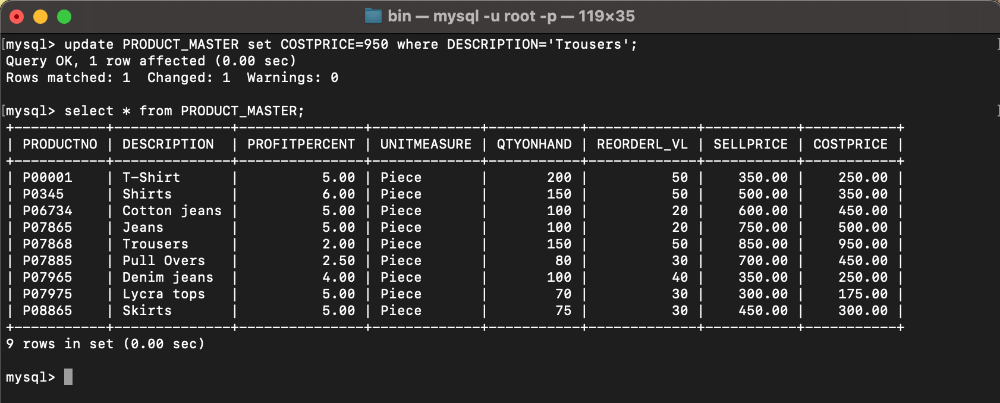 bin — mysql -u root -p — 119×35
[mysql> update PRODUCT_MASTER set COSTPRICE=950 where DESCRIPTION='Trousers'; ]
Query OK, 1 row affected (0.00 sec)
Rows matched: 1  Changed: 1  Warnings: 0
[mysql> select * from PRODUCT_MASTER; ]
+-----------+--------------+---------------+-------------+-----------+-------------+-----------+-----------+
| PRODUCTNO | DESCRIPTION  | PROFITPERCENT | UNITMEASURE | QTYONHAND | REORDERL_VL | SELLPRICE | COSTPRICE |
+-----------+--------------+---------------+-------------+-----------+-------------+-----------+-----------+
| P00001    | T-Shirt      |          5.00 | Piece       |       200 |          50 |    350.00 |    250.00 |
| P0345     | Shirts       |          6.00 | Piece       |       150 |          50 |    500.00 |    350.00 |
| P06734    | Cotton jeans |          5.00 | Piece       |       100 |          20 |    600.00 |    450.00 |
| P07865    | Jeans        |          5.00 | Piece       |       100 |          20 |    750.00 |    500.00 |
| P07868    | Trousers     |          2.00 | Piece       |       150 |          50 |    850.00 |    950.00 |
| P07885    | Pull Overs   |          2.50 | Piece       |        80 |          30 |    700.00 |    450.00 |
| P07965    | Denim jeans  |          4.00 | Piece       |       100 |          40 |    350.00 |    250.00 |
| P07975    | Lycra tops   |          5.00 | Piece       |        70 |          30 |    300.00 |    175.00 |
| P08865    | Skirts       |          5.00 | Piece       |        75 |          30 |    450.00 |    300.00 |
+-----------+--------------+---------------+-------------+-----------+-------------+-----------+-----------+
9 rows in set (0.00 sec)
mysql>